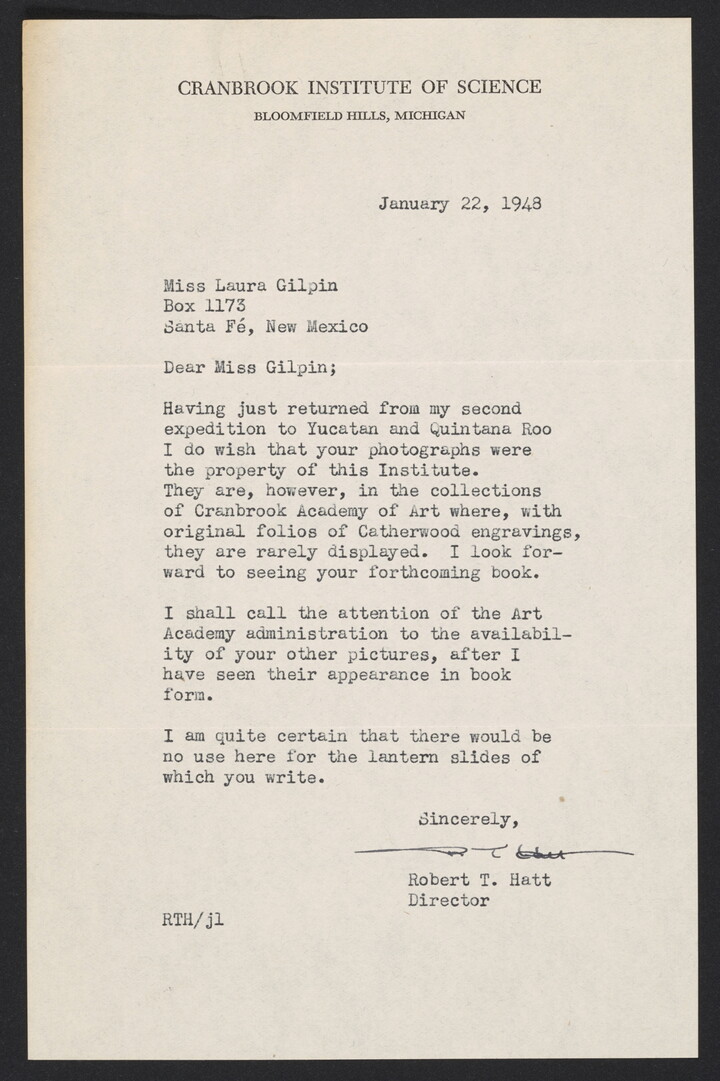 CRANBROOK INSTITUTE OF SCIENCE
BLOOMFIELD HILLS, MICHIGAN
January 22, 1948
Miss Laura Gilpin
Box 1173
Santa Fé, New Mexico
Dear Miss Gilpin;
Having just returned from my second
expedition to Yucatan and Quintana Roo
I do wish that your photographs were
the property of this Institute.
They are, however, in the collections
of Cranbrook Academy of Art where, with
original folios of Catherwood engravings,
they are rarely displayed.  I look for-
ward to seeing your forthcoming book.
I shall call the attention of the Art
Academy administration to the availabil-
ity of your other pictures, after I
have seen their appearance in book
form.
I am quite certain that there would be
no use here for the lantern slides of
which you write.
Sincerely,
R T Hatt
Robert T. Hatt
Director
RTH/jl